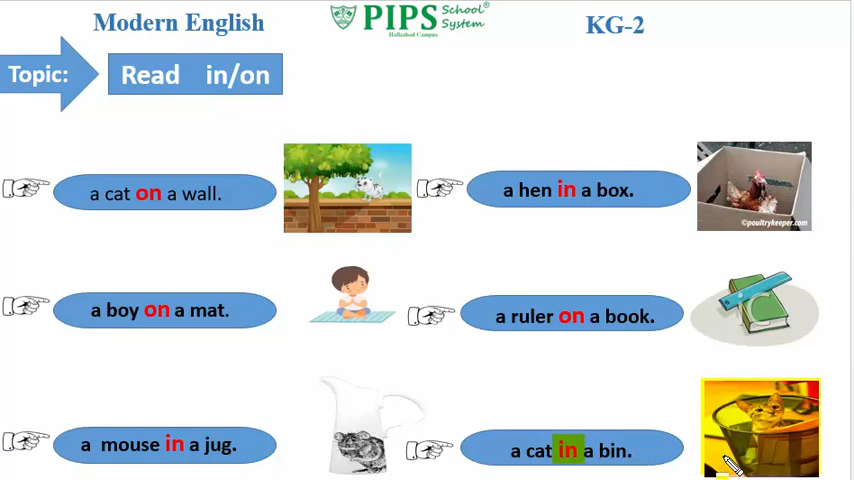 Modern English
PIPS School System®
Hafizabad Campus
KG-2
Topic:
Read in/on
a cat on a wall.
a hen in a box.
©poultrykeeper.com
a boy on a mat.
a ruler on a book.
a mouse in a jug.
a cat in a bin.